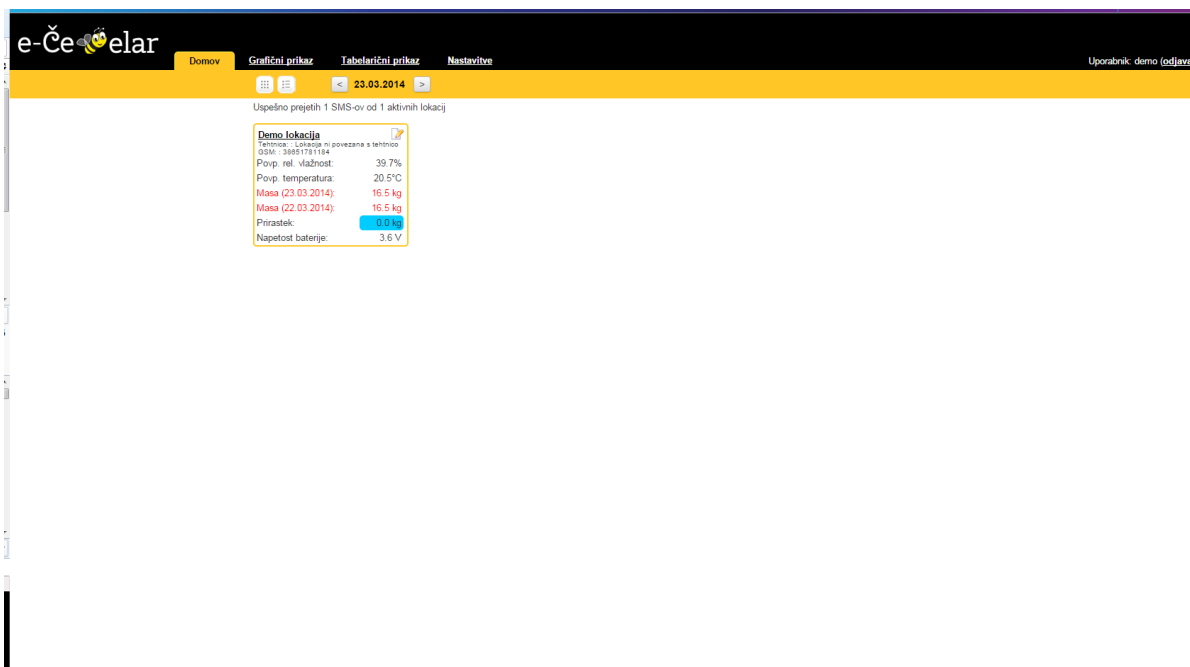 e-Če elar
Domov Grafični prikaz Tabelarični prikaz Nastavitve Uporabnik: demo (odjava
< 23.03.2014 >
Uspešno prejetih 1 SMS-ov od 1 aktivnih lokacij
Demo lokacija
Tehtnica: : Lokacija ni povezana s tehtnico
GSM: : 38651781184
Povp. rel. vlažnost: 39.7%
Povp. temperatura: 20.5°C
Masa (23.03.2014): 16.5 kg
Masa (22.03.2014): 16.5 kg
Prirastek: 0.0 kg
Napetost baterije: 3.6 V